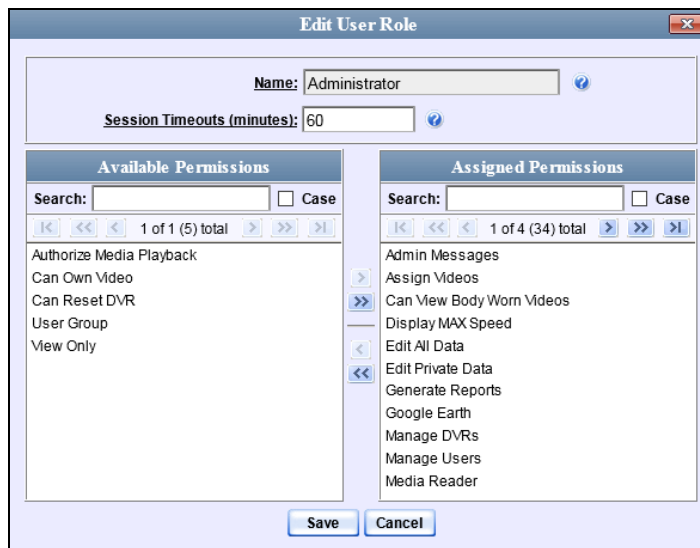 Edit User Role
Name: Administrator
Session Timeouts (minutes): 60
Available Permissions
Search: Case
1 of 1 (5) total
Authorize Media Playback
Can Own Video
Can Reset DVR
User Group
View Only
Assigned Permissions
Search: Case
1 of 4 (34) total
Admin Messages
Assign Videos
Can View Body Worn Videos
Display MAX Speed
Edit All Data
Edit Private Data
Generate Reports
Google Earth
Manage DVRs
Manage Users
Media Reader
Save Cancel